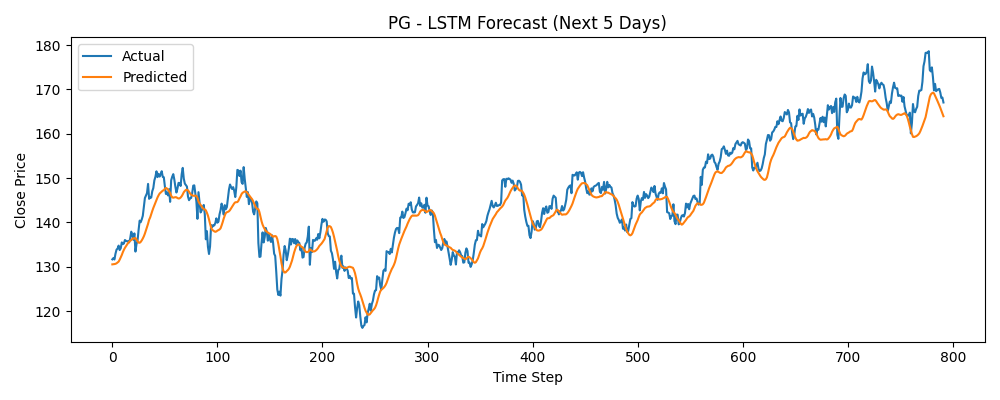 PG - LSTM Forecast (Next 5 Days)
Actual
Predicted
180
170
160
150
140
130
120
Close Price
0 100 200 300 400 500 600 700 800
Time Step